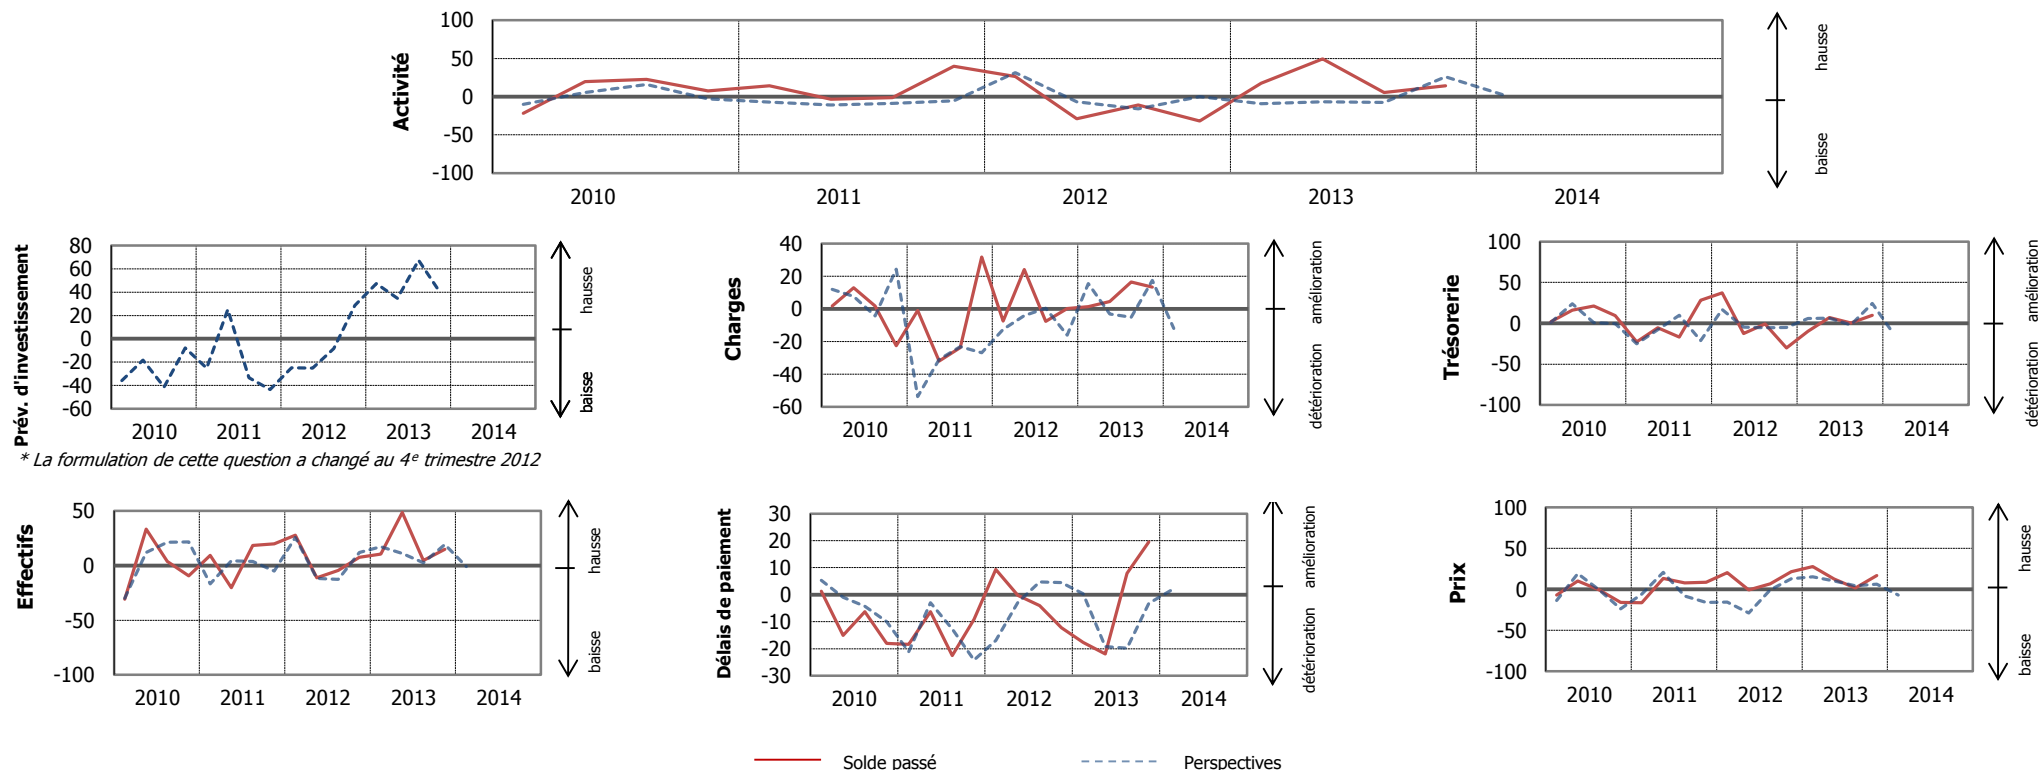 Activité
100
50
0
-50
-100
2010 2011 2012 2013 2014
hausse
baisse
Prév. d'investissement
80
60
40
20
0
-20
-40
-60
2010 2011 2012 2013 2014
hausse
baisse
* La formulation de cette question a changé au 4e trimestre 2012
Charges
40
20
0
-20
-40
-60
2010 2011 2012 2013 2014
amélioration
détérioration
Trésorerie
100
50
0
-50
-100
2010 2011 2012 2013 2014
amélioration
détérioration
Effectifs
50
0
-50
-100
2010 2011 2012 2013 2014
hausse
baisse
Délais de paiement
30
20
10
0
-10
-20
-30
2010 2011 2012 2013 2014
amélioration
détérioration
Prix
100
50
0
-50
-100
2010 2011 2012 2013 2014
hausse
baisse
Solde passé Perspectives